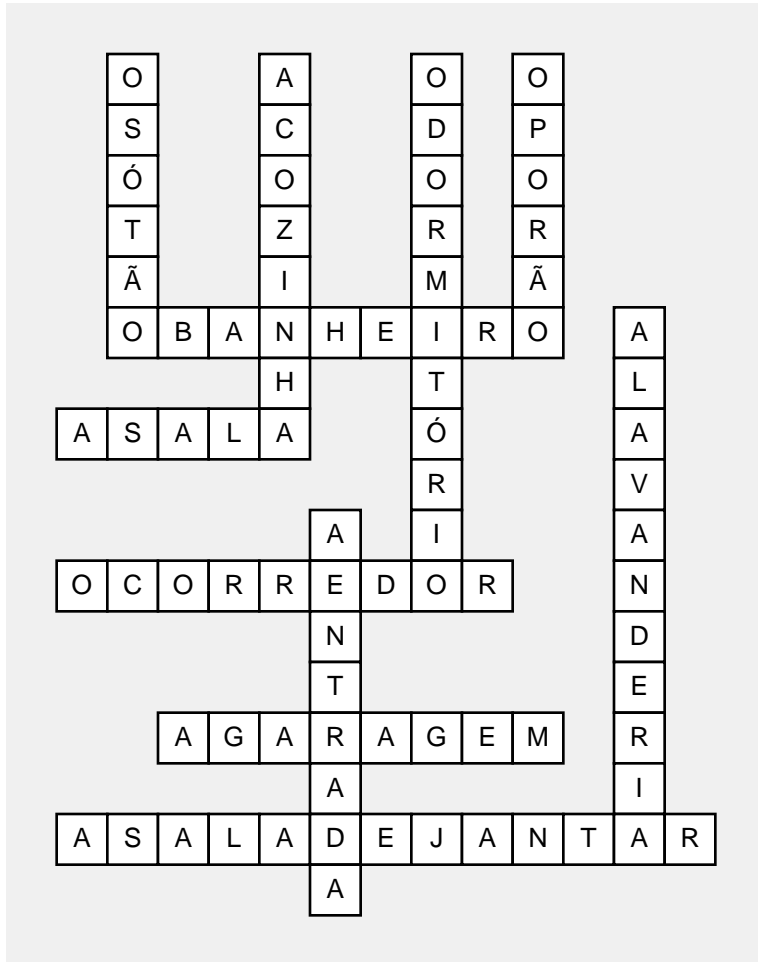 OSÓTÃO
ACOZINHA
ODORMITÓRIO
OPORÃO
OBANHEIRO
ALAVANDERIA
ASALA
AENTRADA
OCORREDOR
AGARAGEM
ASALADEJANTAR